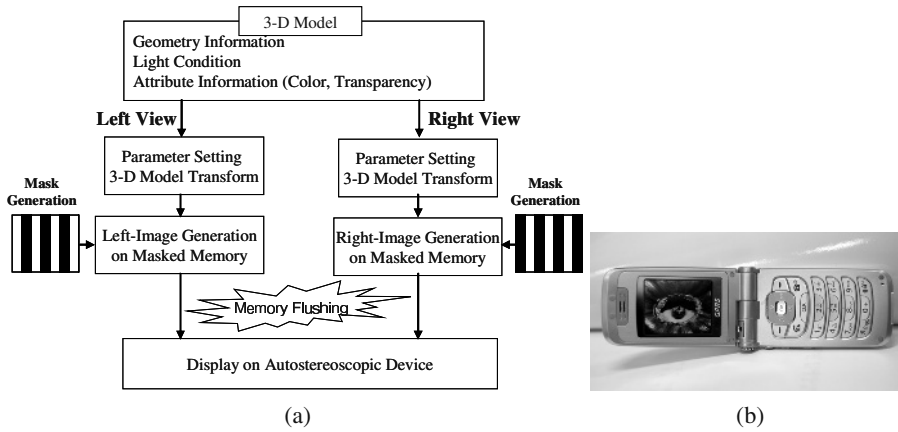 3-D Model
Geometry Information
Light Condition
Attribute Information (Color, Transparency)
Left View
Right View
Parameter Setting
3-D Model Transform
Parameter Setting
3-D Model Transform
Mask
Generation
Mask
Generation
Left-Image Generation
on Masked Memory
Right-Image Generation
on Masked Memory
Memory Flushing
Display on Autostereoscopic Device
GPRS
(a)
(b)